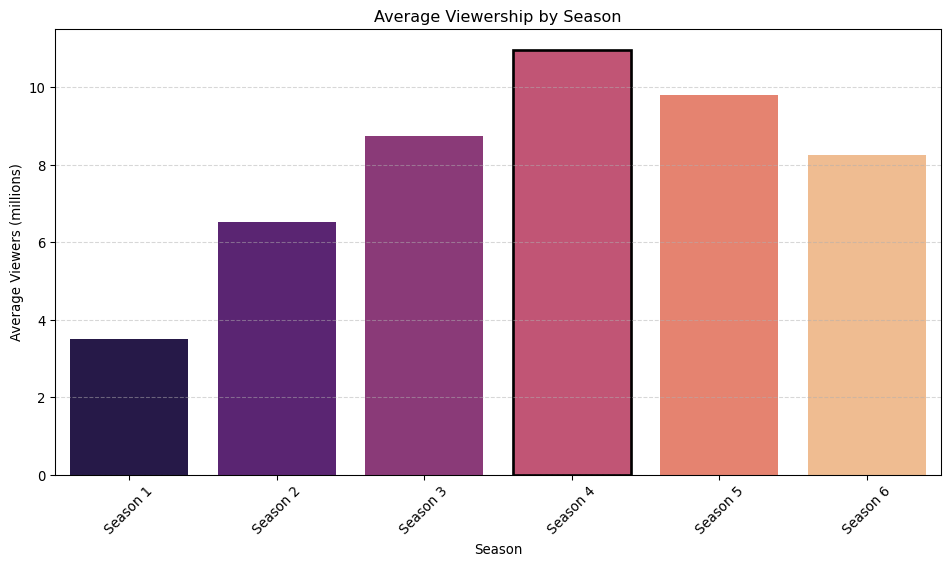 Average Viewership by Season
Average Viewers (millions)
10
8
6
4
2
0
Season 1
Season 2
Season 3
Season 4
Season 5
Season 6
Season